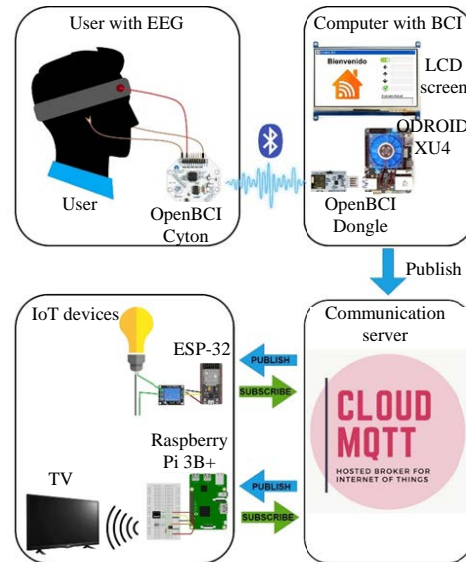 User with EEG
User
OpenBCI
Cyton
Computer with BCI
Bienvenido
LCD
screen
ODROID
XU4
OpenBCI
Dongle
Publish
IoT devices
ESP-32
PUBLISH
SUBSCRIBE
Raspberry
Pi 3B+
TV
PUBLISH
SUBSCRIBE
Communication
server
CLOUD
MQTT
HOSTED BROKER FOR
INTERNET OF THINGS